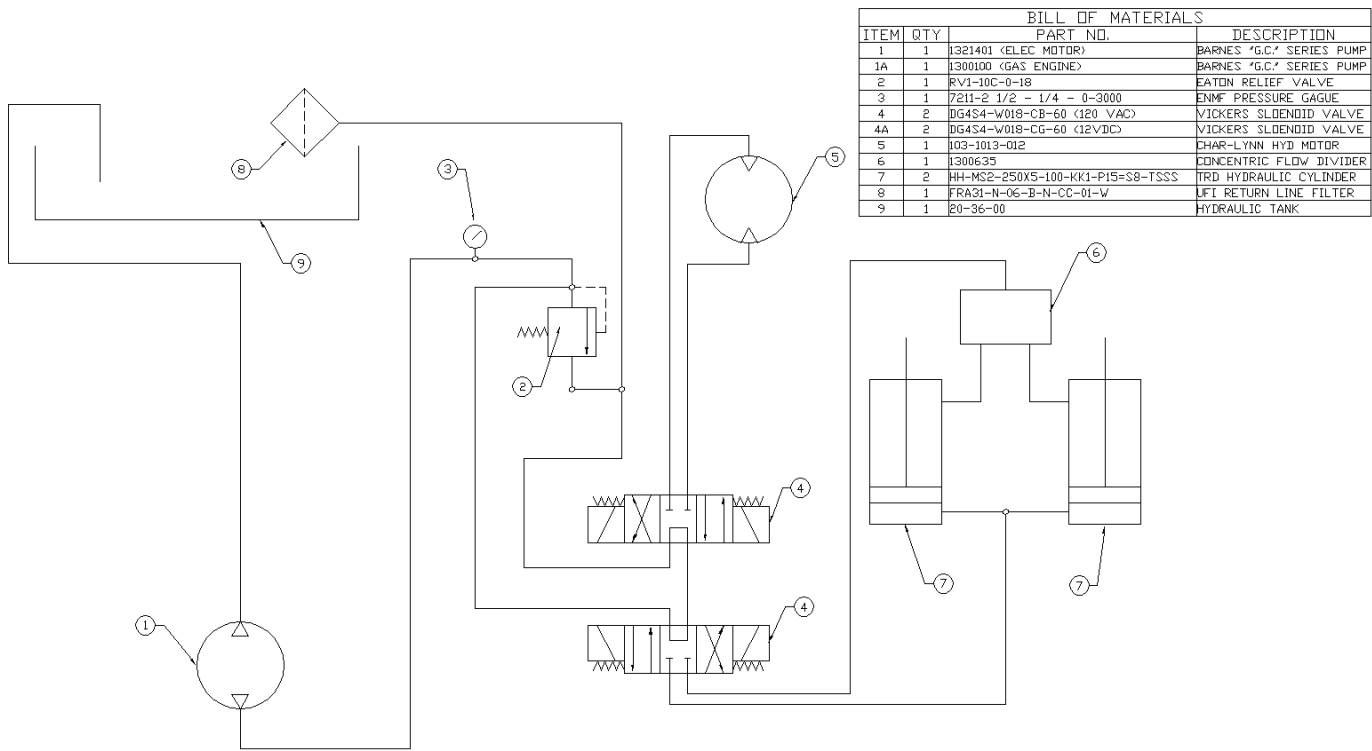 BILL OF MATERIALS
ITEM QTY PART NO. DESCRIPTION
1 1 1321401 (ELEC MOTOR) BARNES "G.C." SERIES PUMP
1A 1 1300100 (GAS ENGINE) BARNES "G.C." SERIES PUMP
2 1 RV1-10C-0-18 EATON RELIEF VALVE
3 1 7211-2 1/2 - 1/4 - 0-3000 ENMF PRESSURE GAGUE
4 2 DG4S4-W018-CB-60 (120 VAC) VICKERS SLOENOID VALVE
4A 2 DG4S4-W018-CG-60 (12VDC) VICKERS SLOENOID VALVE
5 1 103-1013-012 CHAR-LYNN HYD MOTOR
6 1 1300635 CONCENTRIC FLOW DIVIDER
7 2 HH-MS2-250X5-100-KK1-P15=S8-TSSS TRD HYDRAULIC CYLINDER
8 1 FRA31-N-06-B-N-CC-01-W UFI RETURN LINE FILTER
9 1 20-36-00 HYDRAULIC TANK
8
3
5
9
6
2
4
7
7
4
1